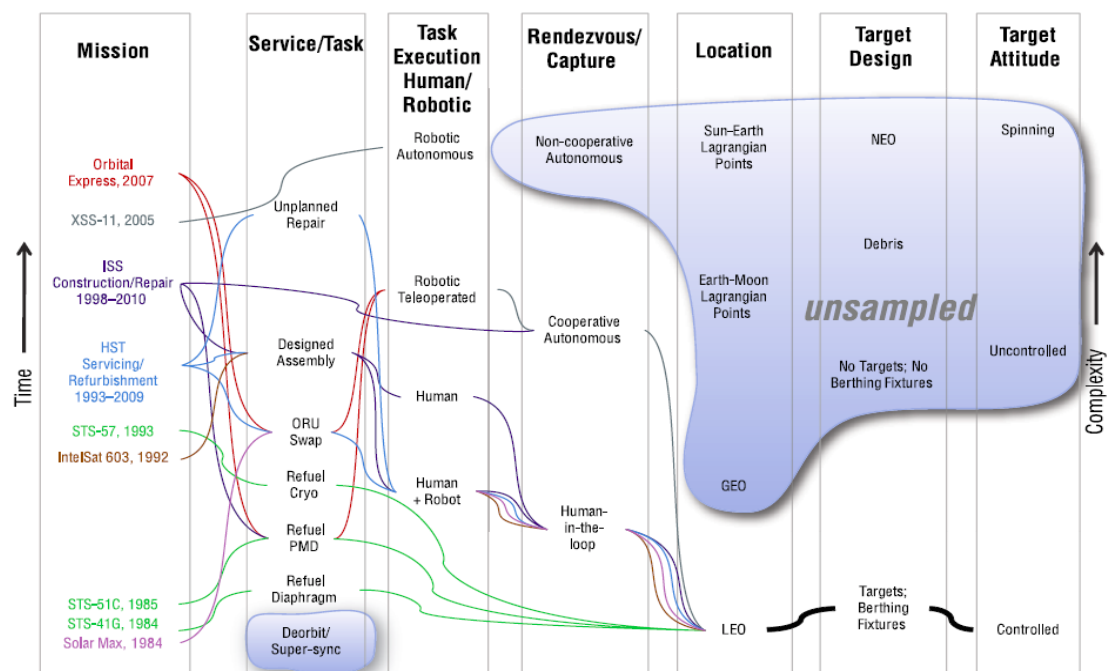 Mission
Service/Task
Task
Execution
Human/
Robotic
Rendezvous/
Capture
Location
Target
Design
Target
Attitude
Time
Orbital
Express, 2007
XSS-11, 2005
ISS
Construction/Repair
1998–2010
HST
Servicing/
Refurbishment
1993–2009
STS-57, 1993
IntelSat 603, 1992
STS-51C, 1985
STS-41G, 1984
Solar Max, 1984
Unplanned
Repair
Designed
Assembly
ORU
Swap
Refuel
Cryo
Refuel
PMD
Refuel
Diaphragm
Deorbit/
Super-sync
Robotic
Autonomous
Robotic
Teleoperated
Human
Human
+ Robot
Non-cooperative
Autonomous
Cooperative
Autonomous
Human-
in-the-
loop
Sun–Earth
Lagrangian
Points
Earth-Moon
Lagrangian
Points
GEO
LEO
NEO
Debris
unsampled
No Targets; No
Berthing Fixtures
Targets;
Berthing
Fixtures
Spinning
Uncontrolled
Controlled
Complexity